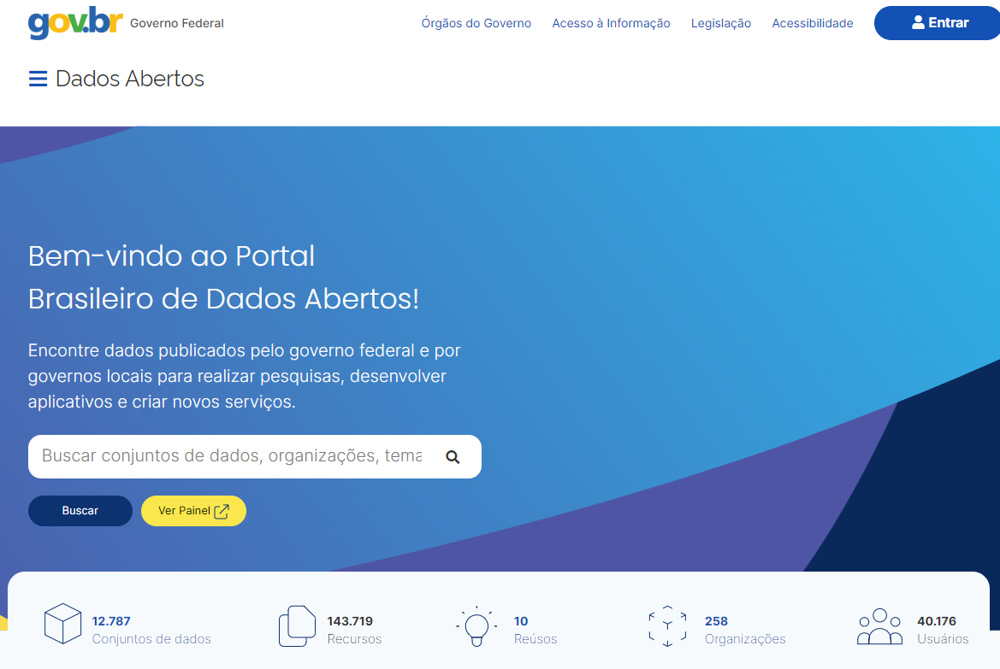 gov.br Governo Federal Órgãos do Governo Acesso à Informação Legislação Acessibilidade Entrar
Dados Abertos
Bem-vindo ao Portal
Brasileiro de Dados Abertos!
Encontre dados publicados pelo governo federal e por
governos locais para realizar pesquisas, desenvolver
aplicativos e criar novos serviços.
Buscar conjuntos de dados, organizações, tema
Buscar Ver Painel
12.787 143.719 10 258 40.176
Conjuntos de dados Recursos Reúsos Organizações Usuários